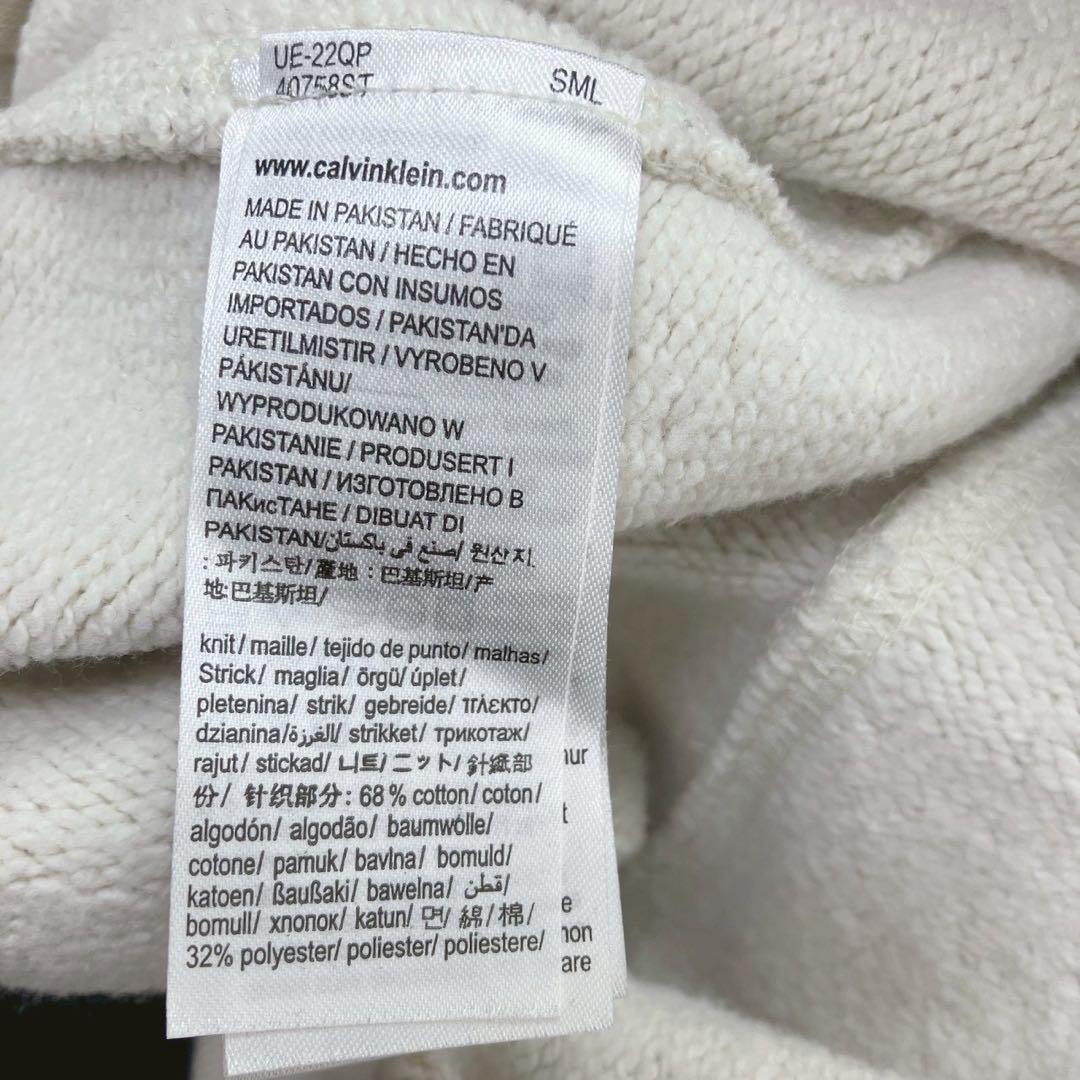 UE-22QP
40758ST
SML
www.calvinklein.com
MADE IN PAKISTAN / FABRIQUÉ
AU PAKISTAN / HECHO EN
PAKISTAN CON INSUMOS
IMPORTADOS / PAKISTAN'DA
URETILMISTIR / VYROBENO V
PÁKISTÁNU/
WYPRODUKOWANO W
PAKISTANIE / PRODUSERT I
PAKISTAN / ИЗГОТОВЛЕНО В
ПАКисТАНЕ / DIBUAT DI
PAKISTAN/صنع في باكستان/ 원산지.
: 파키스탄/產地 : 巴基斯坦/产
地:巴基斯坦/
knit/ maille/ tejido de punto/ malhas/
Strick/ maglia/ örgü/ úplet/
pletenina/ strik/ gebreide/ πλεκτο/
dzianina/الغرزة/ strikket/ трикотаж/
rajut/ stickad/ 니트/ ニット/ 針織部
份/ 针织部分: 68% cotton/ coton/
algodón/ algodão/ baumwolle/
cotone/ pamuk/ bavlna/ bomuld/
katoen/ ßaußaki/ bawelna/ قطن/
bomull/ хпопок/ katun/ 면/ 綿/ 棉/
32% polyester/ poliester/ poliestere/
are